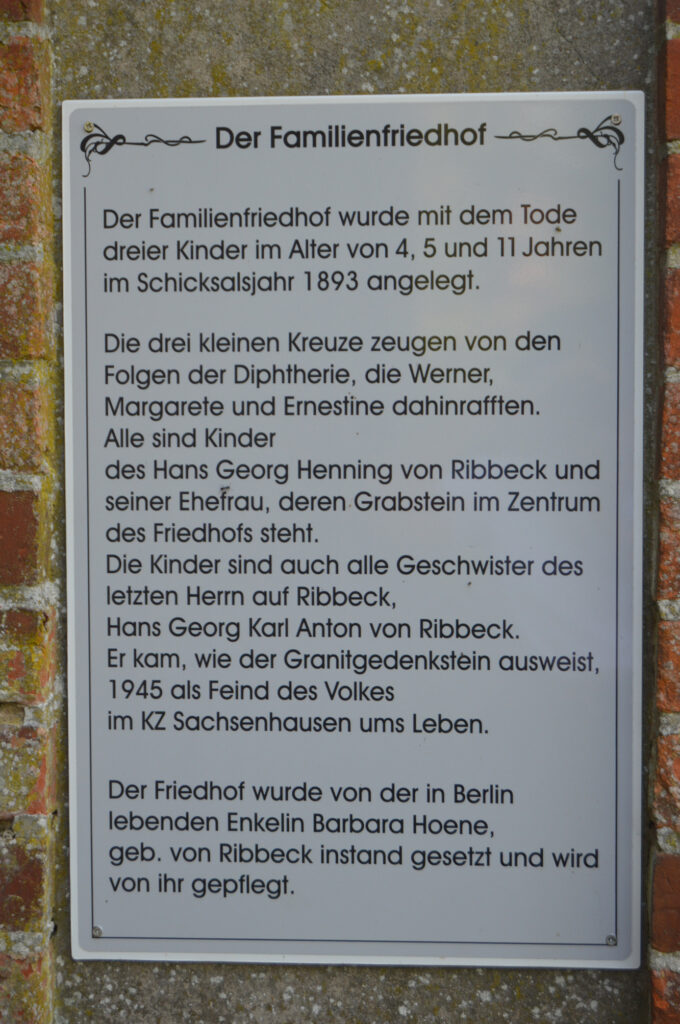 Der Familienfriedhof
Der Familienfriedhof wurde mit dem Tode
dreier Kinder im Alter von 4, 5 und 11 Jahren
im Schicksalsjahr 1893 angelegt.
Die drei kleinen Kreuze zeugen von den
Folgen der Diphtherie, die Werner,
Margarete und Ernestine dahinrafften.
Alle sind Kinder
des Hans Georg Henning von Ribbeck und
seiner Ehefrau, deren Grabstein im Zentrum
des Friedhofs steht.
Die Kinder sind auch alle Geschwister des
letzten Herrn auf Ribbeck,
Hans Georg Karl Anton von Ribbeck.
Er kam, wie der Granitgedenkstein ausweist,
1945 als Feind des Volkes
im KZ Sachsenhausen ums Leben.
Der Friedhof wurde von der in Berlin
lebenden Enkelin Barbara Hoene,
geb. von Ribbeck instand gesetzt und wird
von ihr gepflegt.